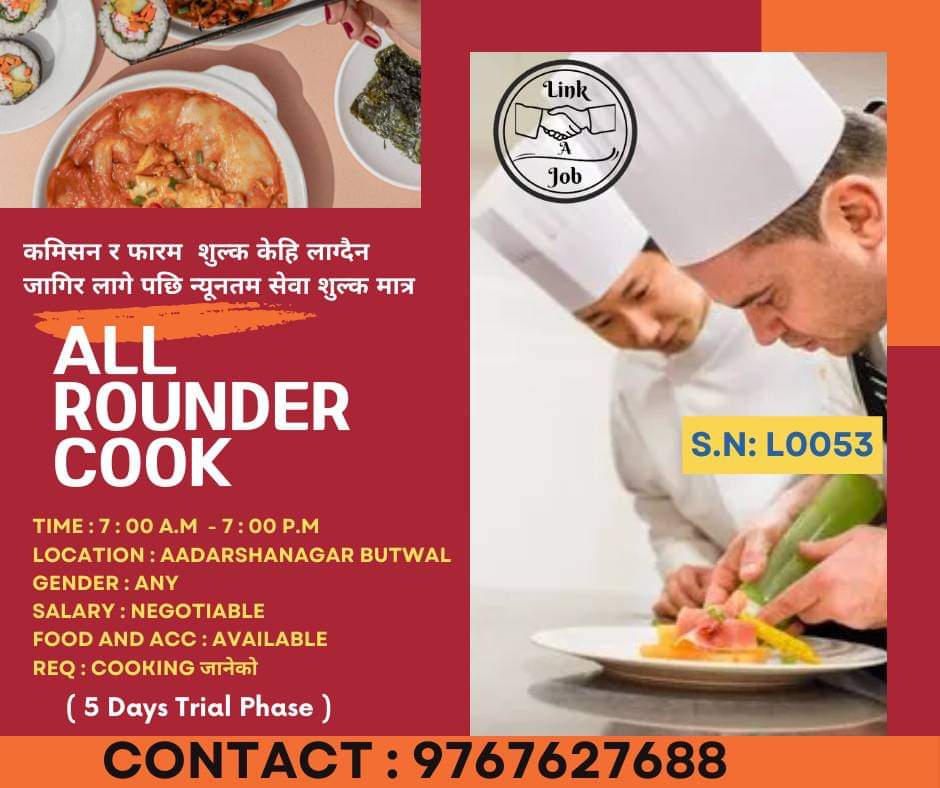 Link
A
Job
कमिसन र फारम शुल्क केहि लाग्दैन
जागिर लागे पछि न्यूनतम सेवा शुल्क मात्र
ALL
ROUNDER
COOK
S.N: L0053
TIME : 7 : 00 A.M - 7 : 00 P.M
LOCATION : AADARSHANAGAR BUTWAL
GENDER : ANY
SALARY : NEGOTIABLE
FOOD AND ACC : AVAILABLE
REQ : COOKING जानेको
( 5 Days Trial Phase )
CONTACT : 9767627688